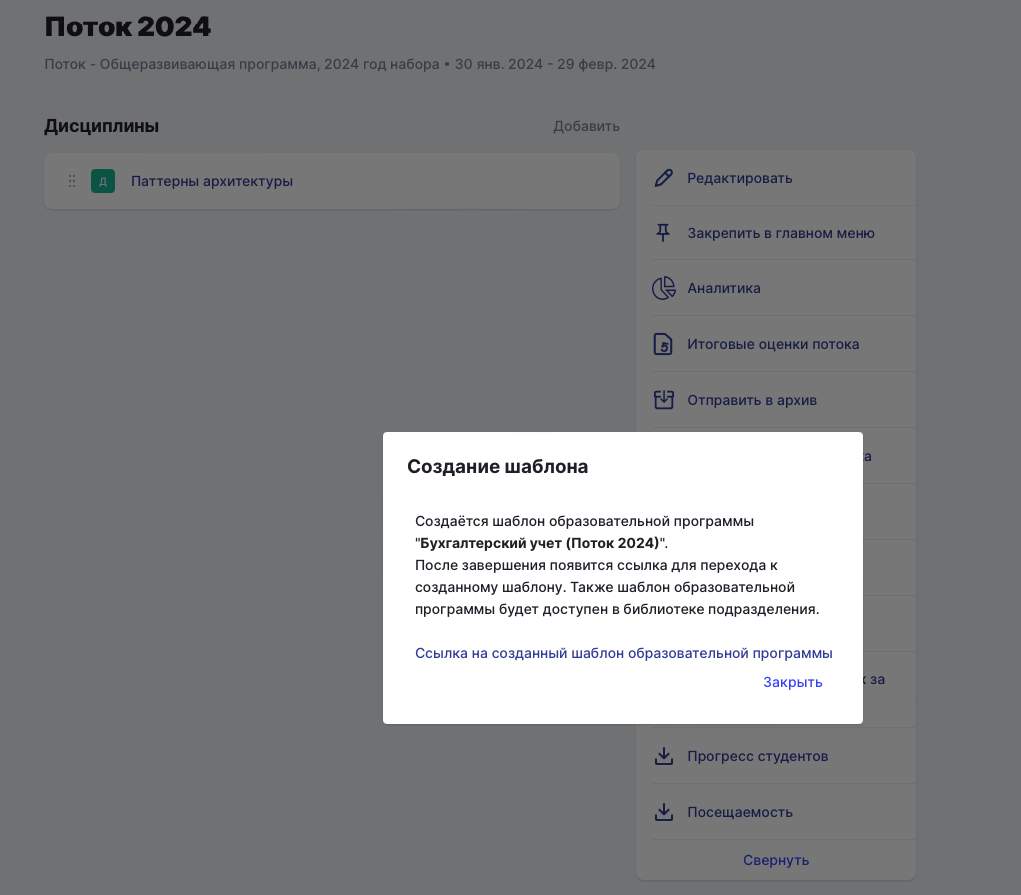 Поток 2024
Поток - Общеразвивающая программа, 2024 год набора • 30 янв. 2024 - 29 февр. 2024
Дисциплины
Добавить
Д
Паттерны архитектуры
Редактировать
Закрепить в главном меню
Аналитика
5
Итоговые оценки потока
Отправить в архив
Создание шаблона
Создаётся шаблон образовательной программы
"Бухгалтерский учет (Поток 2024)".
После завершения появится ссылка для перехода к
созданному шаблону. Также шаблон образовательной
программы будет доступен в библиотеке подразделения.
Ссылка на созданный шаблон образовательной программы
Закрыть
за
Прогресс студентов
Посещаемость
Свернуть